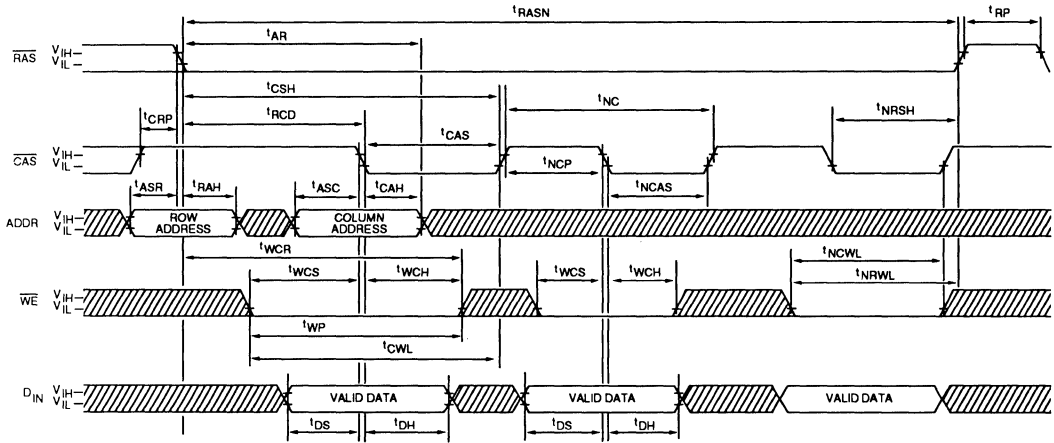 tRASN
tRP
tAR
RAS VIH
VIL
tCSH
tNC
tCRP
tRCD
tNRSH
tCAS
CAS VIH
VIL
tNCP
tNCAS
tASR
tRAH
tASC
tCAH
ADDR VIH
VIL
ROW ADDRESS
COLUMN ADDRESS
tWCR
tNCWL
tWCS
tWCH
tWCS
tWCH
tNRWL
WE VIH
VIL
tWP
tCWL
DIN VIH
VIL
VALID DATA
VALID DATA
VALID DATA
tDS
tDH
tDS
tDH